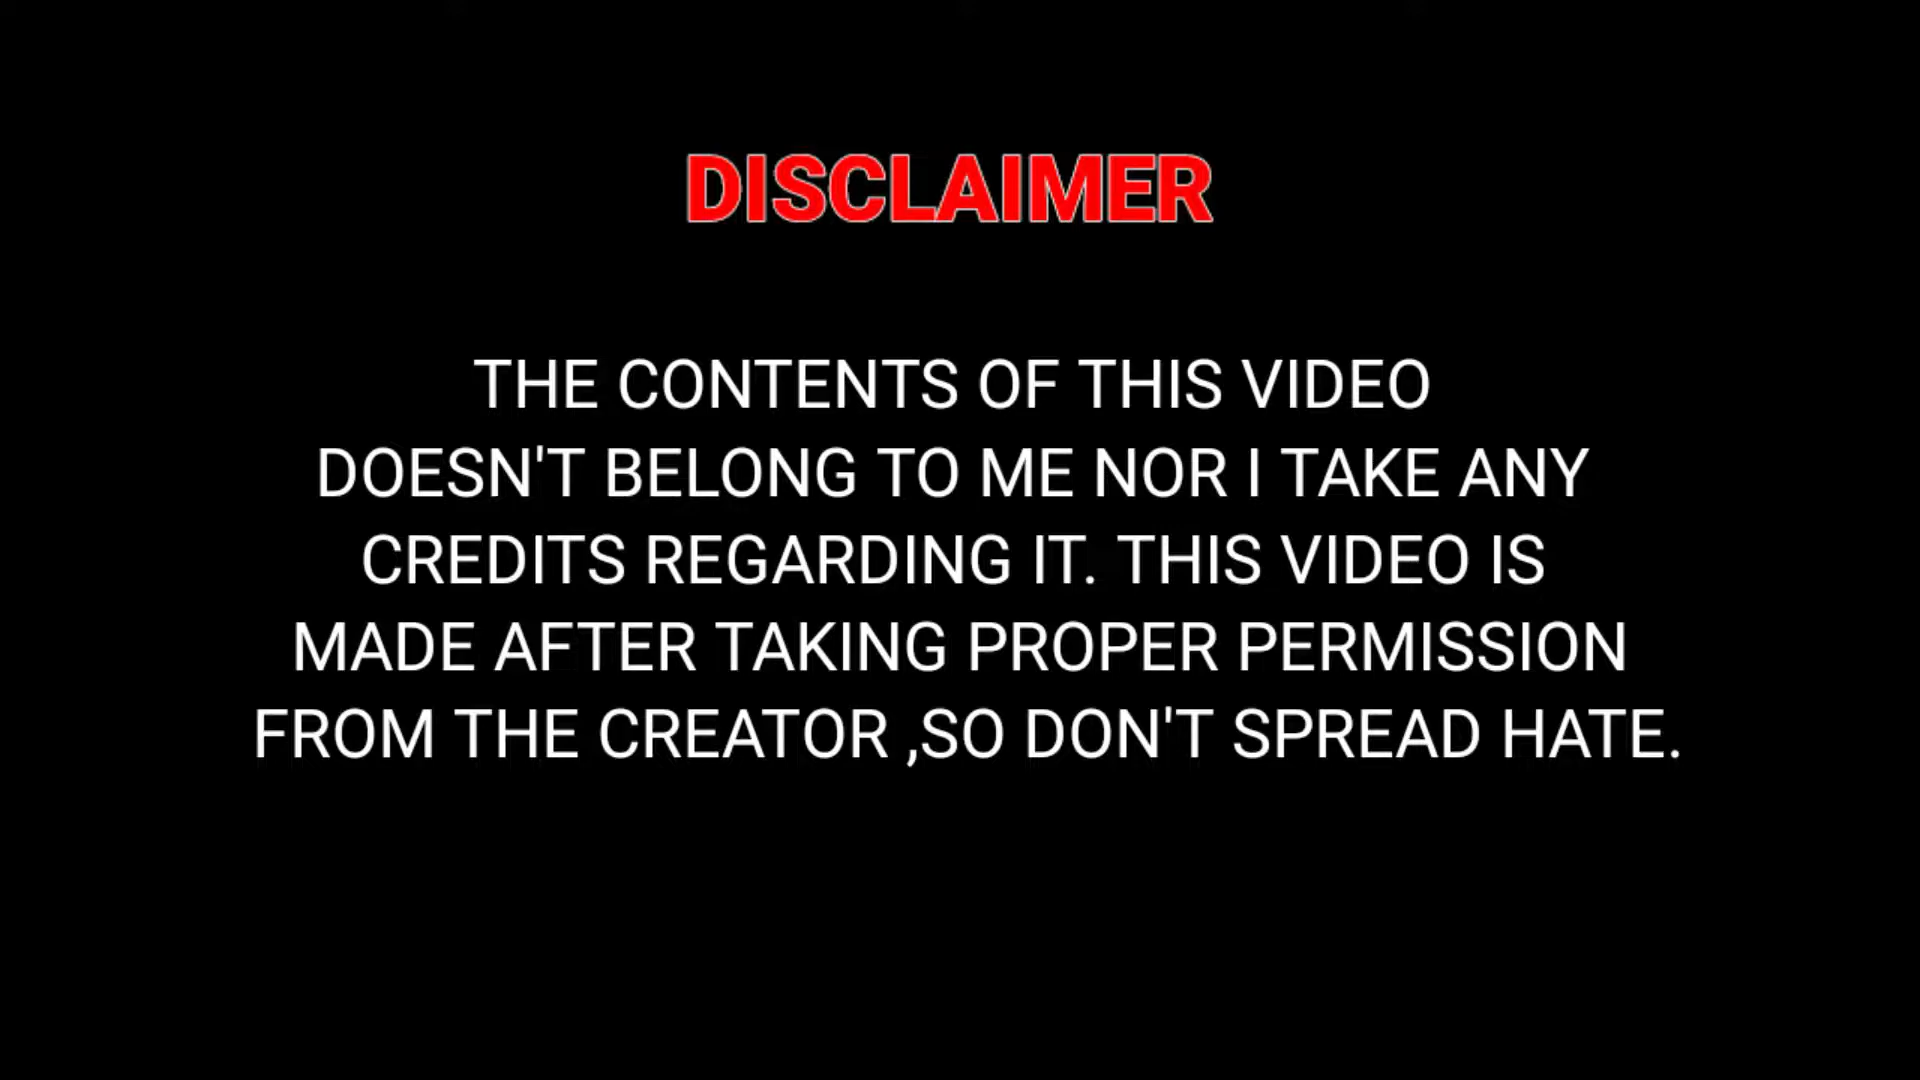 DISCLAIMER
THE CONTENTS OF THIS VIDEO
DOESN'T BELONG TO ME NOR I TAKE ANY
CREDITS REGARDING IT. THIS VIDEO IS
MADE AFTER TAKING PROPER PERMISSION
FROM THE CREATOR ,SO DON'T SPREAD HATE.